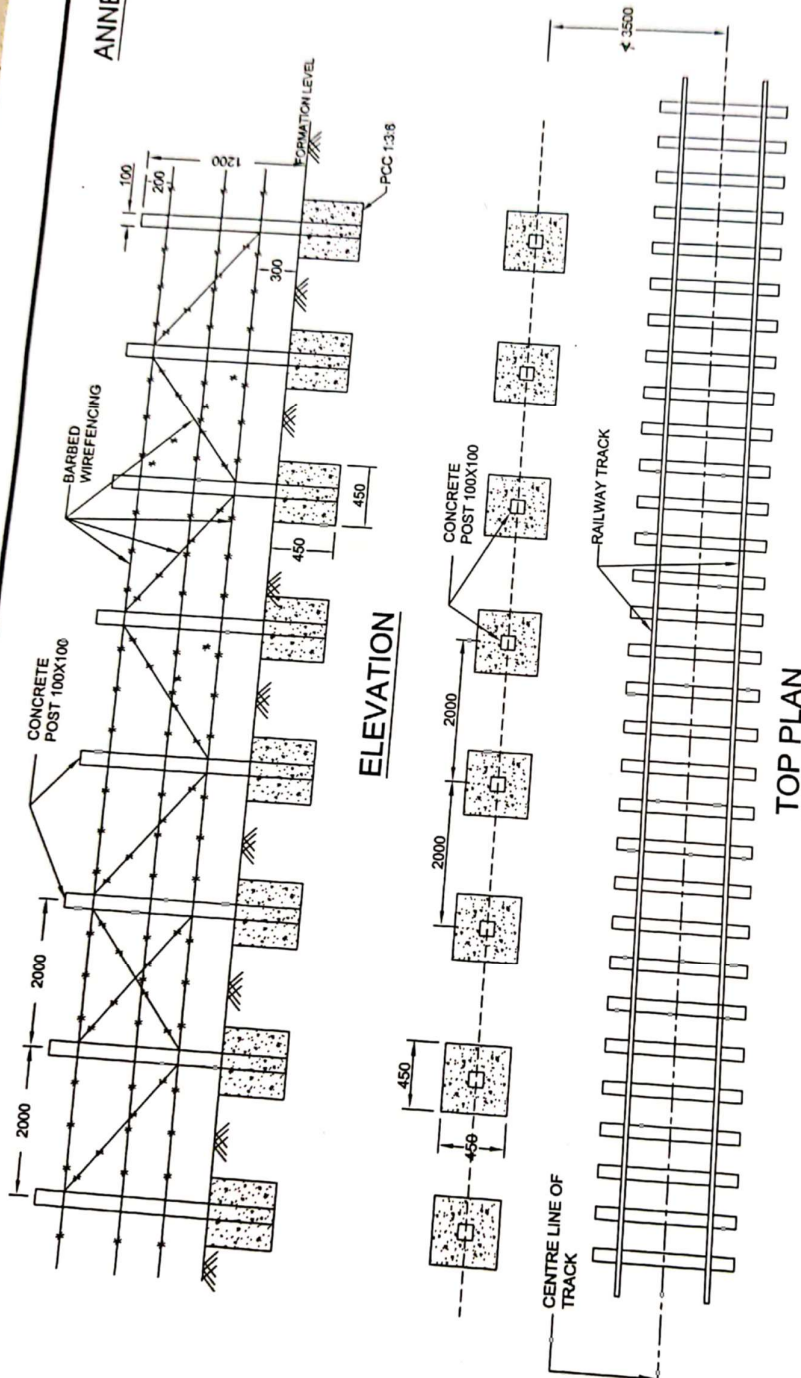 ANNE
CONCRETE
POST 100X100
2000
2000
BARBED
WIREFENCING
100
200
1200
FORMATION LEVEL
300
PCC 1:3:6
450
450
ELEVATION
CONCRETE
POST 100X100
2000
2000
450
450
3500
CENTRE LINE OF
TRACK
RAILWAY TRACK
TOP PLAN